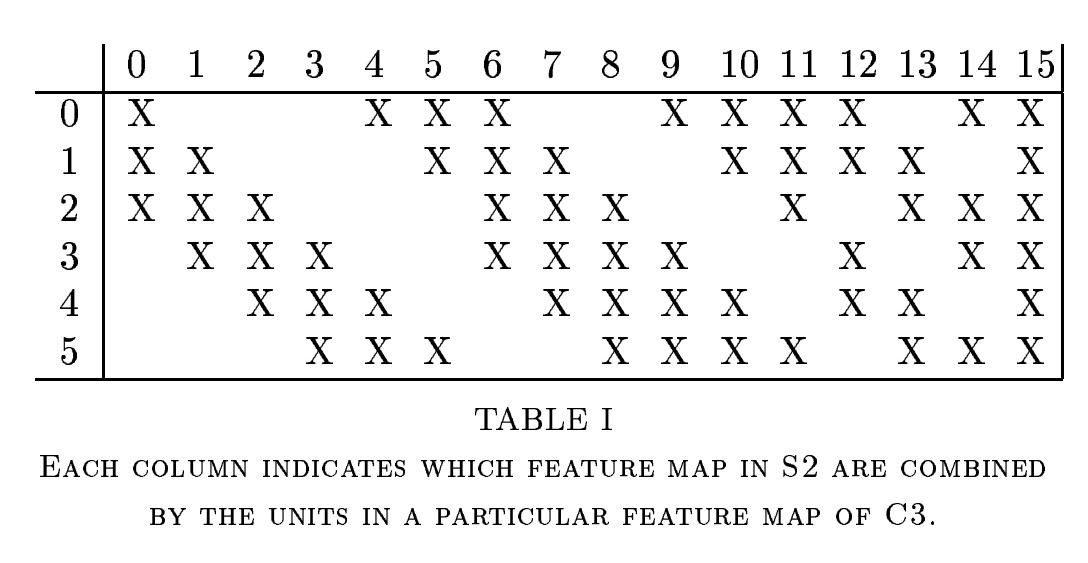 0 1 2 3 4 5 6 7 8 9 10 11 12 13 14 15
0 X X X X X X X X X X
1 X X X X X X X X X X
2 X X X X X X X X X X
3 X X X X X X X X X X
4 X X X X X X X X X X
5 X X X X X X X X X X
TABLE I
EACH COLUMN INDICATES WHICH FEATURE MAP IN S2 ARE COMBINED
BY THE UNITS IN A PARTICULAR FEATURE MAP OF C3.